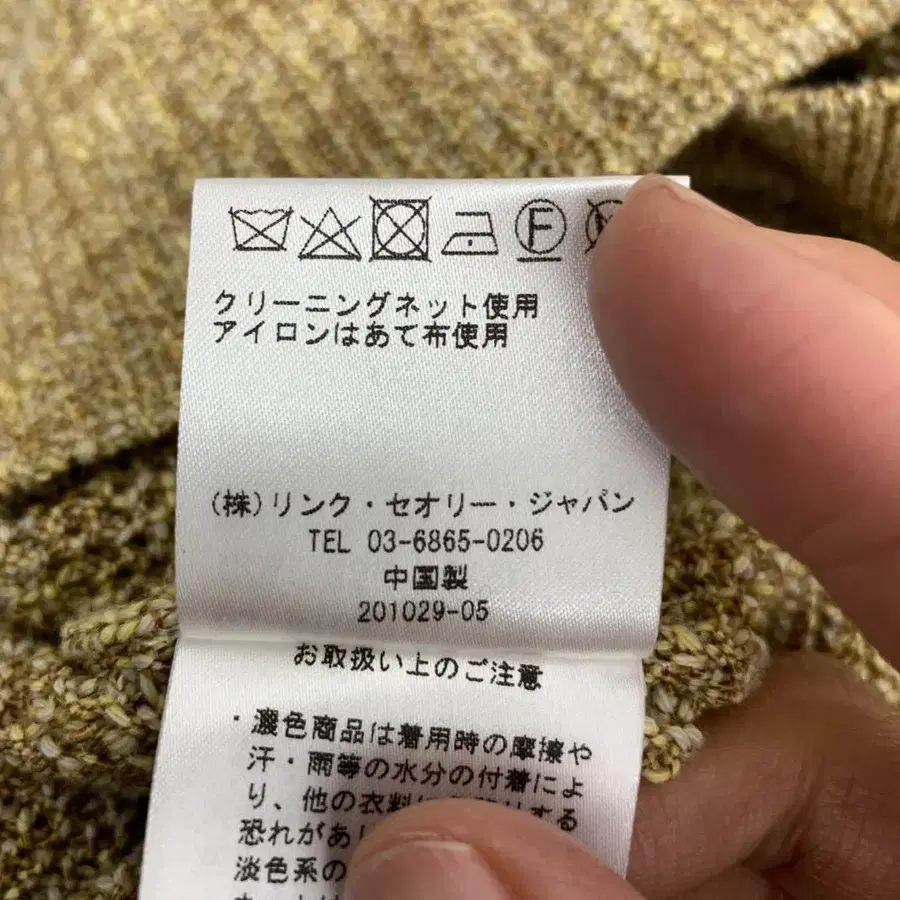 F
クリーニングネット使用
アイロンはあて布使用
(株)リンク・セオリー・ジャパン
TEL 03-6865-0206
中国製
201029-05
お取扱い上のご注意
・濃色商品は着用時の摩擦や
汗・雨等の水分の付着によ
り、他の衣料に
する
恐れがあり
淡色系の